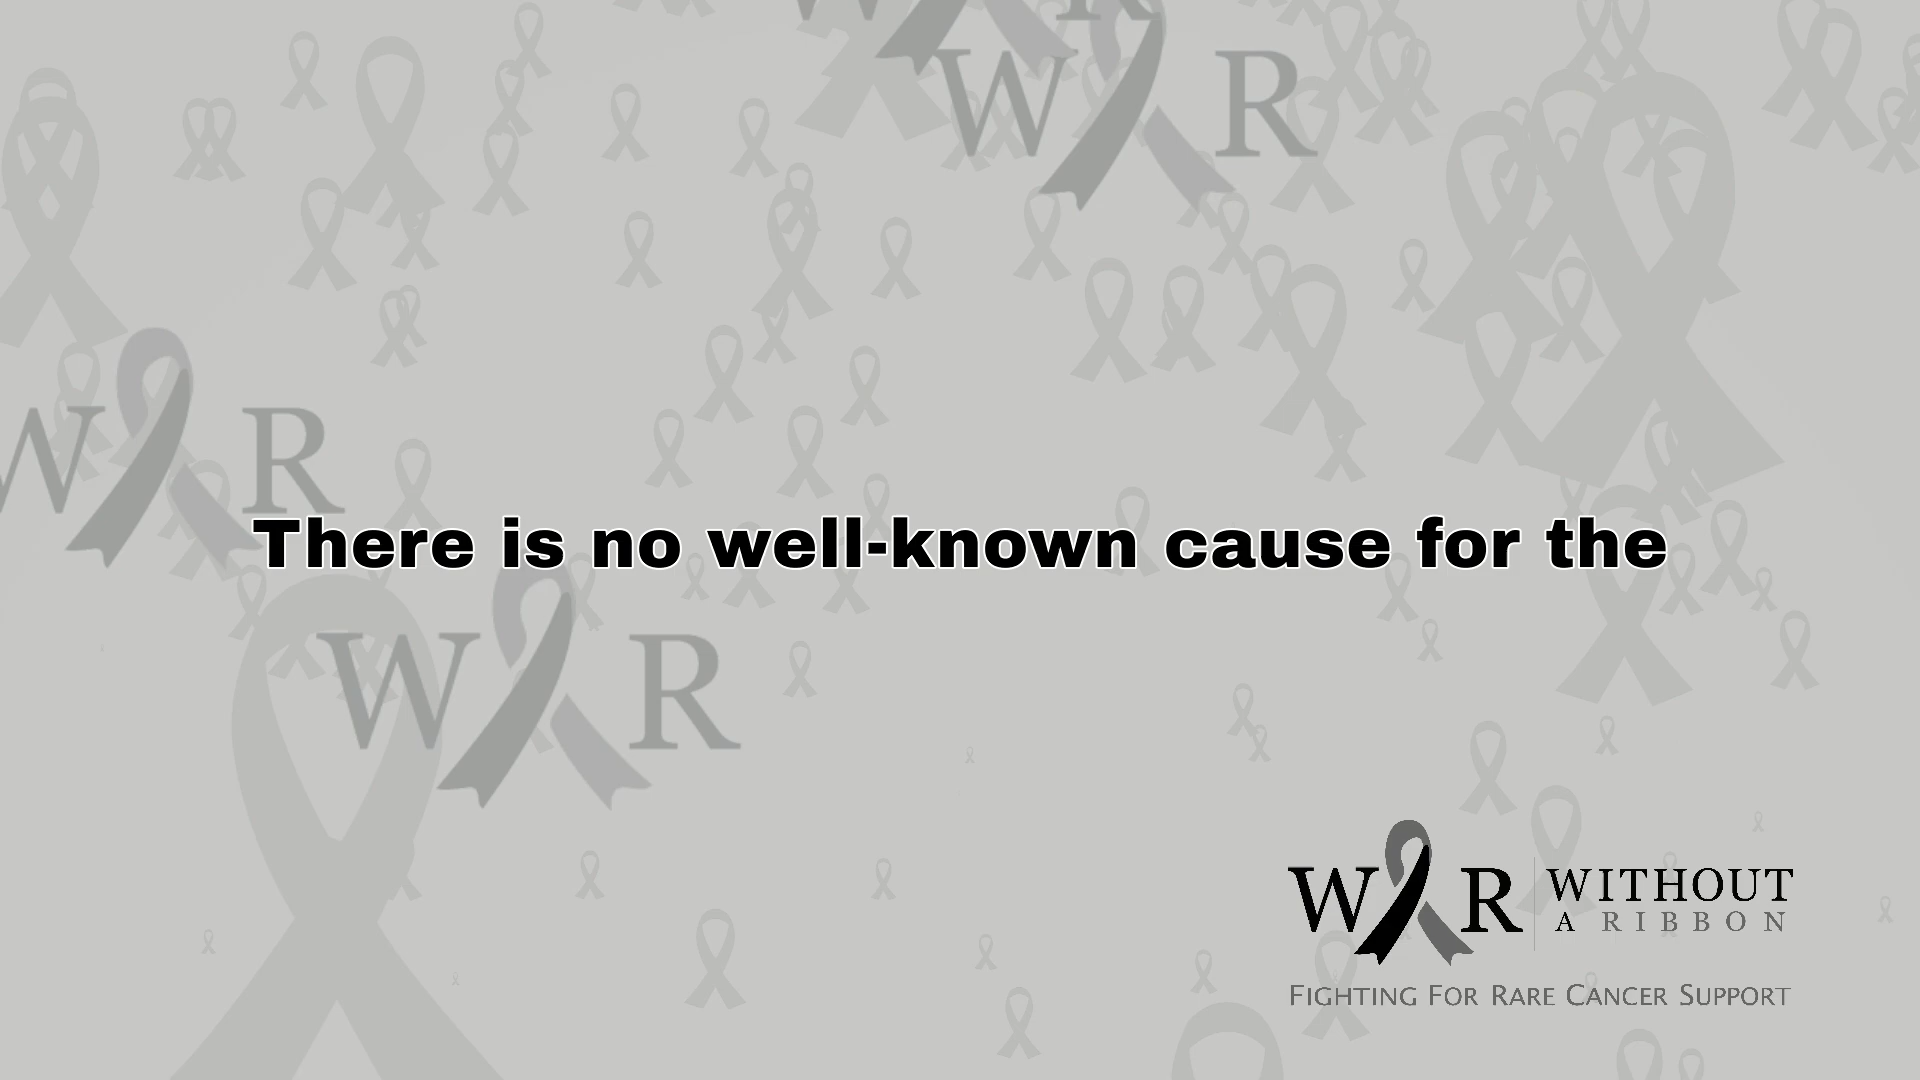 W R
W R
W R
There is no well-known cause for the
W R
W R WITHOUT
A RIBBON
FIGHTING FOR RARE CANCER SUPPORT